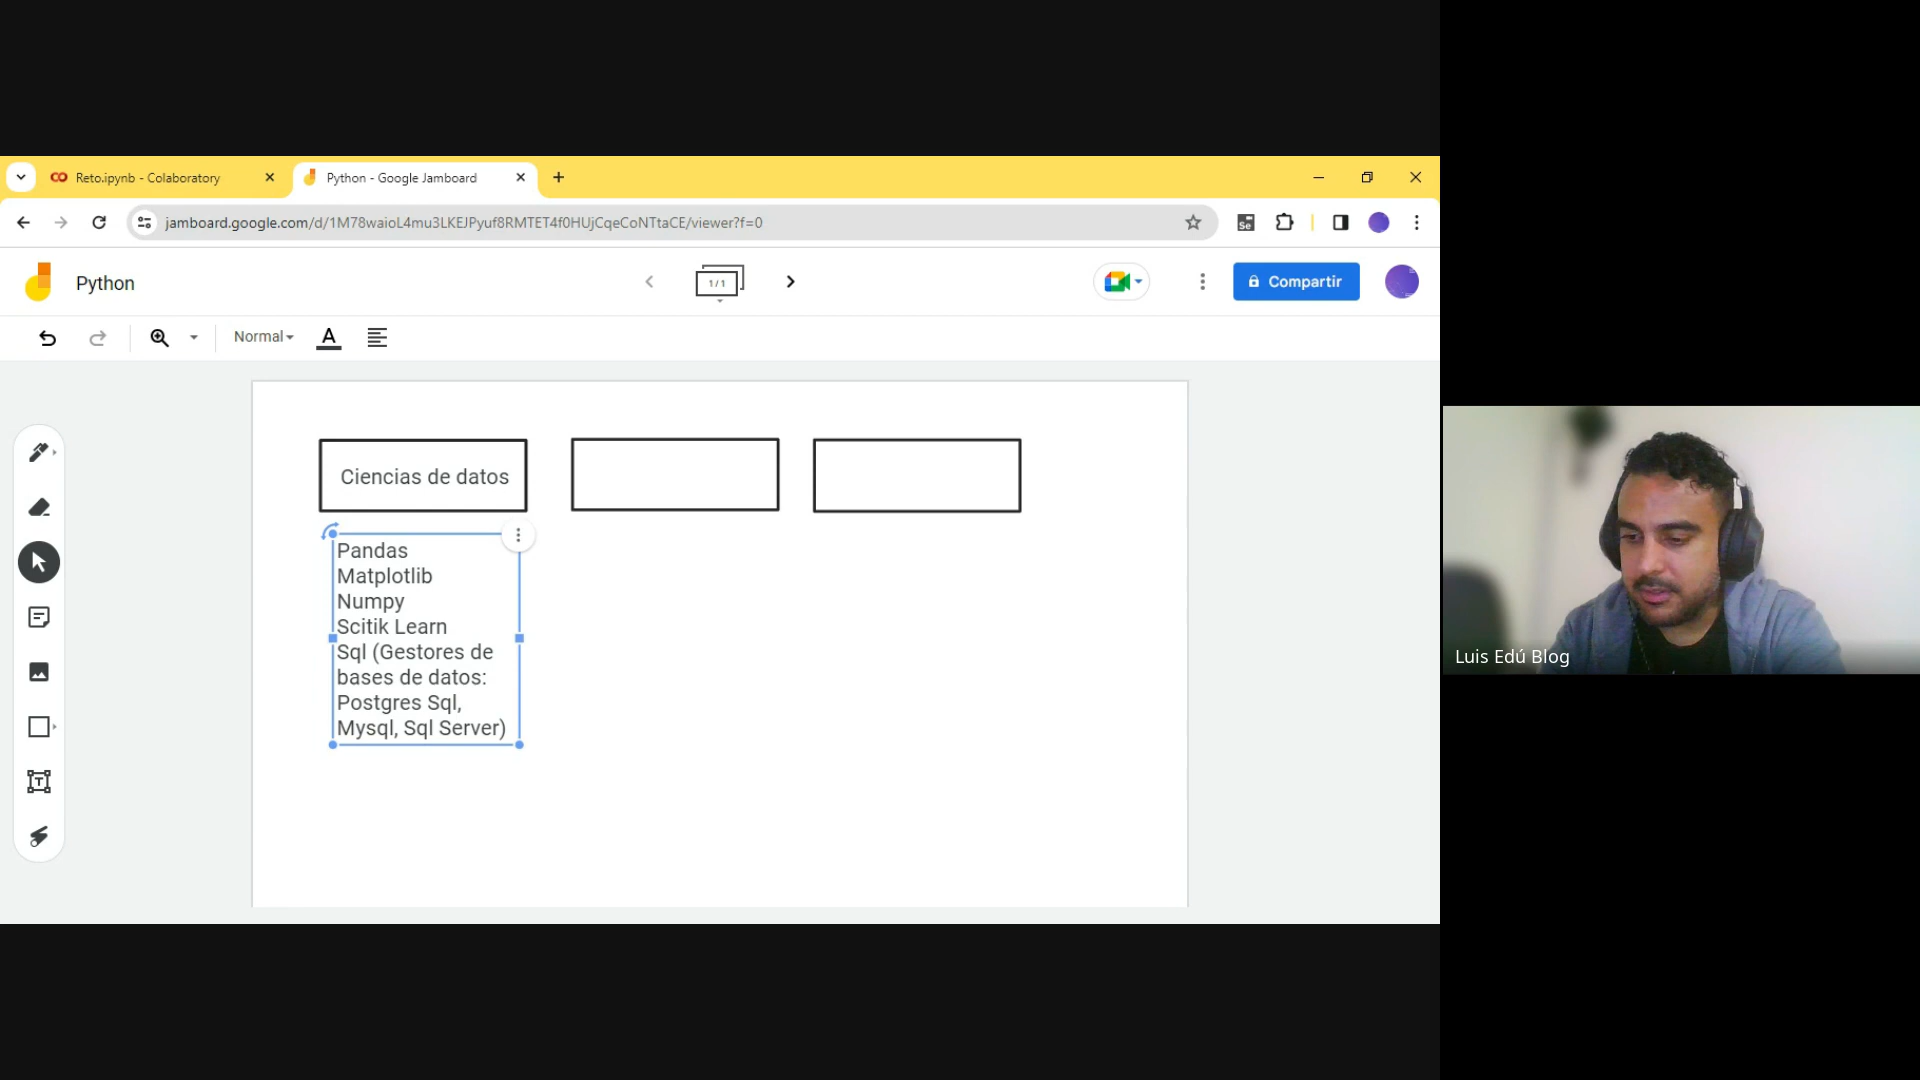 Reto.ipynb - Colaboratory
Python - Google Jamboard
jamboard.google.com/d/1M78waioL4mu3LKEJPyuf8RMTET4f0HUjCqeCoNTtaCE/viewer?f=0
Se
Python
1/1
Compartir
Normal
A
Ciencias de datos
Pandas
Matplotlib
Numpy
Scitik Learn
Sql (Gestores de
bases de datos:
Postgres Sql,
Mysql, Sql Server)
Luis Edú Blog